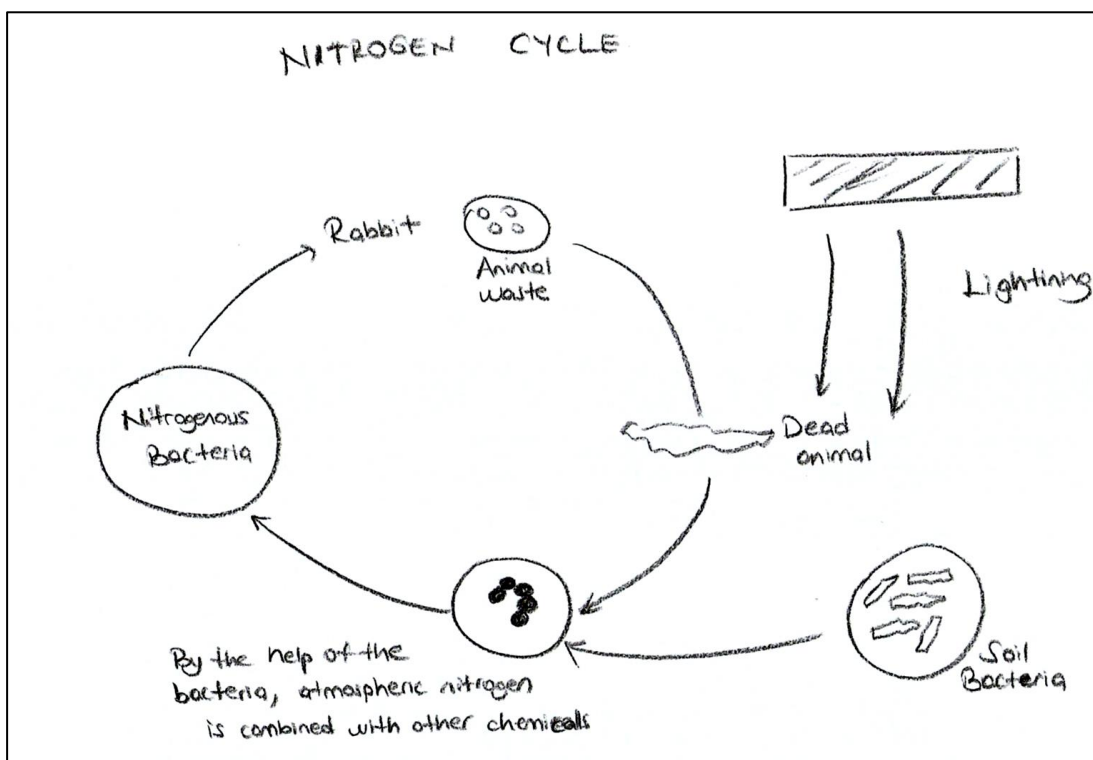 NITROGEN CYCLE
Rabbit
Animal
waste
Lightining
Nitrogenous
Bacteria
Dead
animal
By the help of the
bacteria, atmospheric nitrogen
is combined with other chemicals
Soil
Bacteria